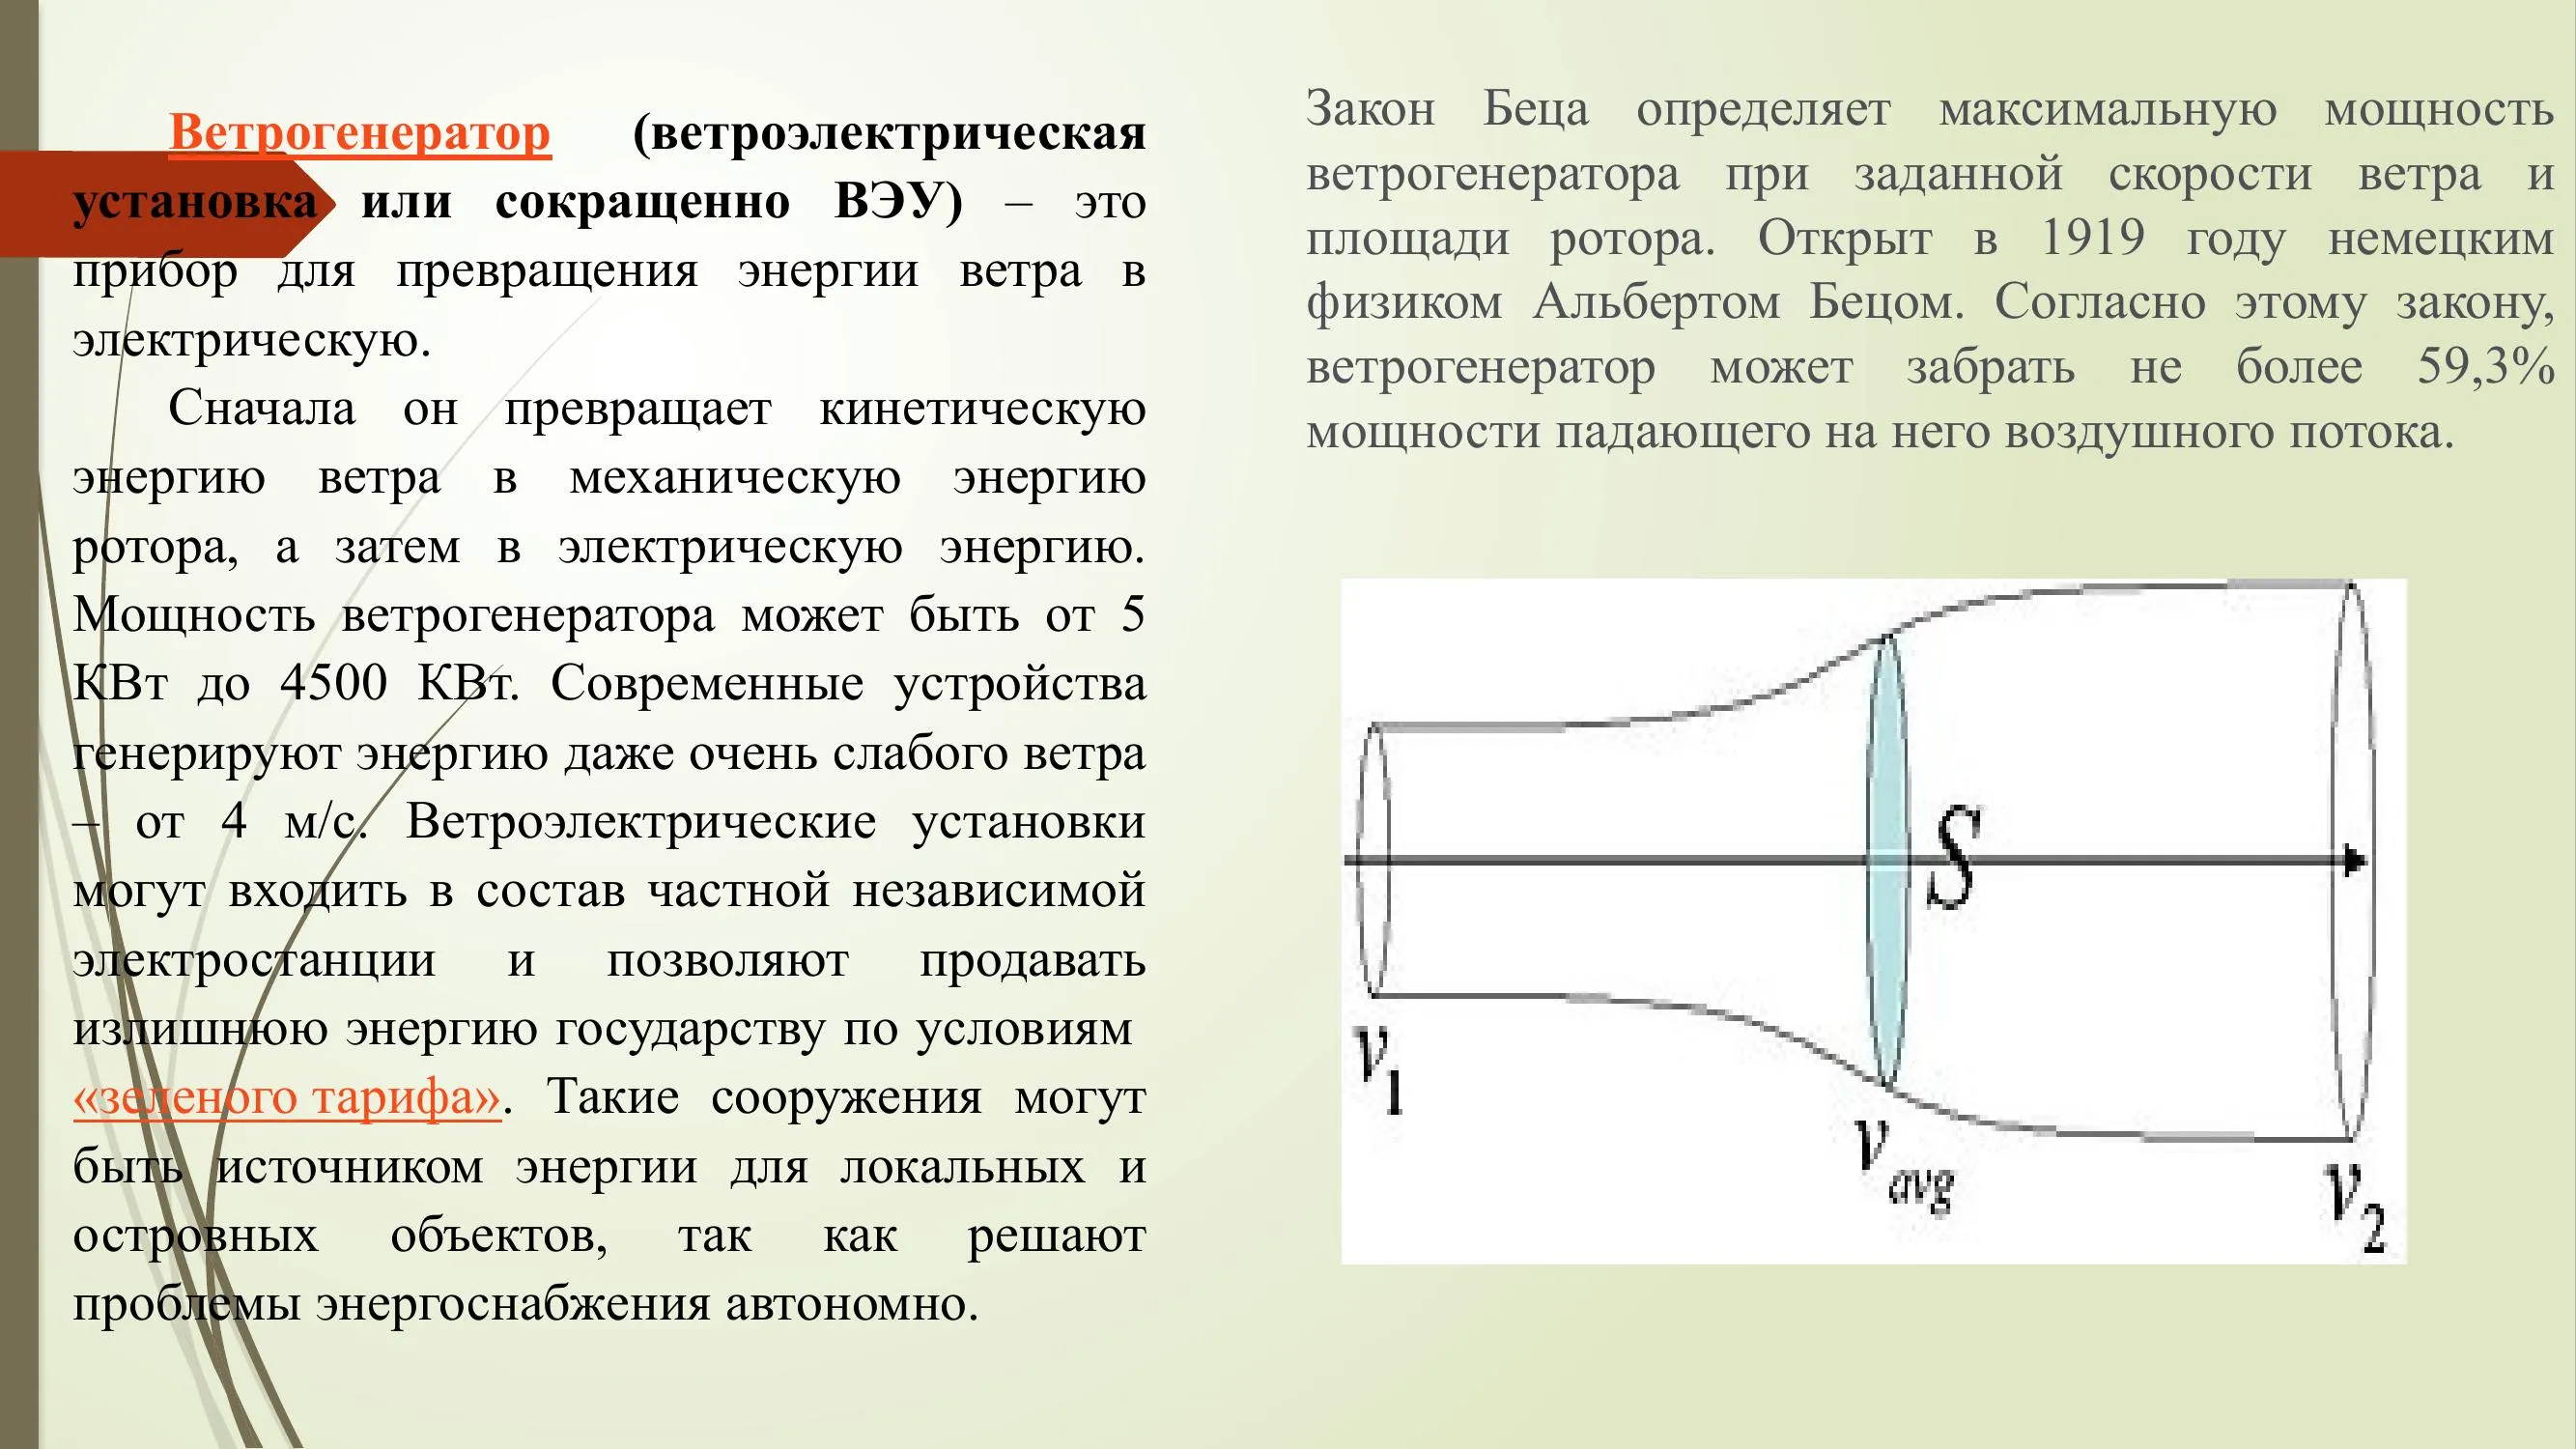 Ветрогенератор (ветроэлектрическая
установка или сокращенно ВЭУ) – это
прибор для превращения энергии ветра в
электрическую.
Сначала он превращает кинетическую
энергию ветра в механическую энергию
ротора, а затем в электрическую энергию.
Мощность ветрогенератора может быть от 5
КВт до 4500 КВт. Современные устройства
генерируют энергию даже очень слабого ветра
– от 4 м/с. Ветроэлектрические установки
могут входить в состав частной независимой
электростанции и позволяют продавать
излишнюю энергию государству по условиям
«зеленого тарифа». Такие сооружения могут
быть источником энергии для локальных и
островных объектов, так как решают
проблемы энергоснабжения автономно.
Закон Беца определяет максимальную мощность
ветрогенератора при заданной скорости ветра и
площади ротора. Открыт в 1919 году немецким
физиком Альбертом Бецом. Согласно этому закону,
ветрогенератор может забрать не более 59,3%
мощности падающего на него воздушного потока.
S
v1
vavg
v2